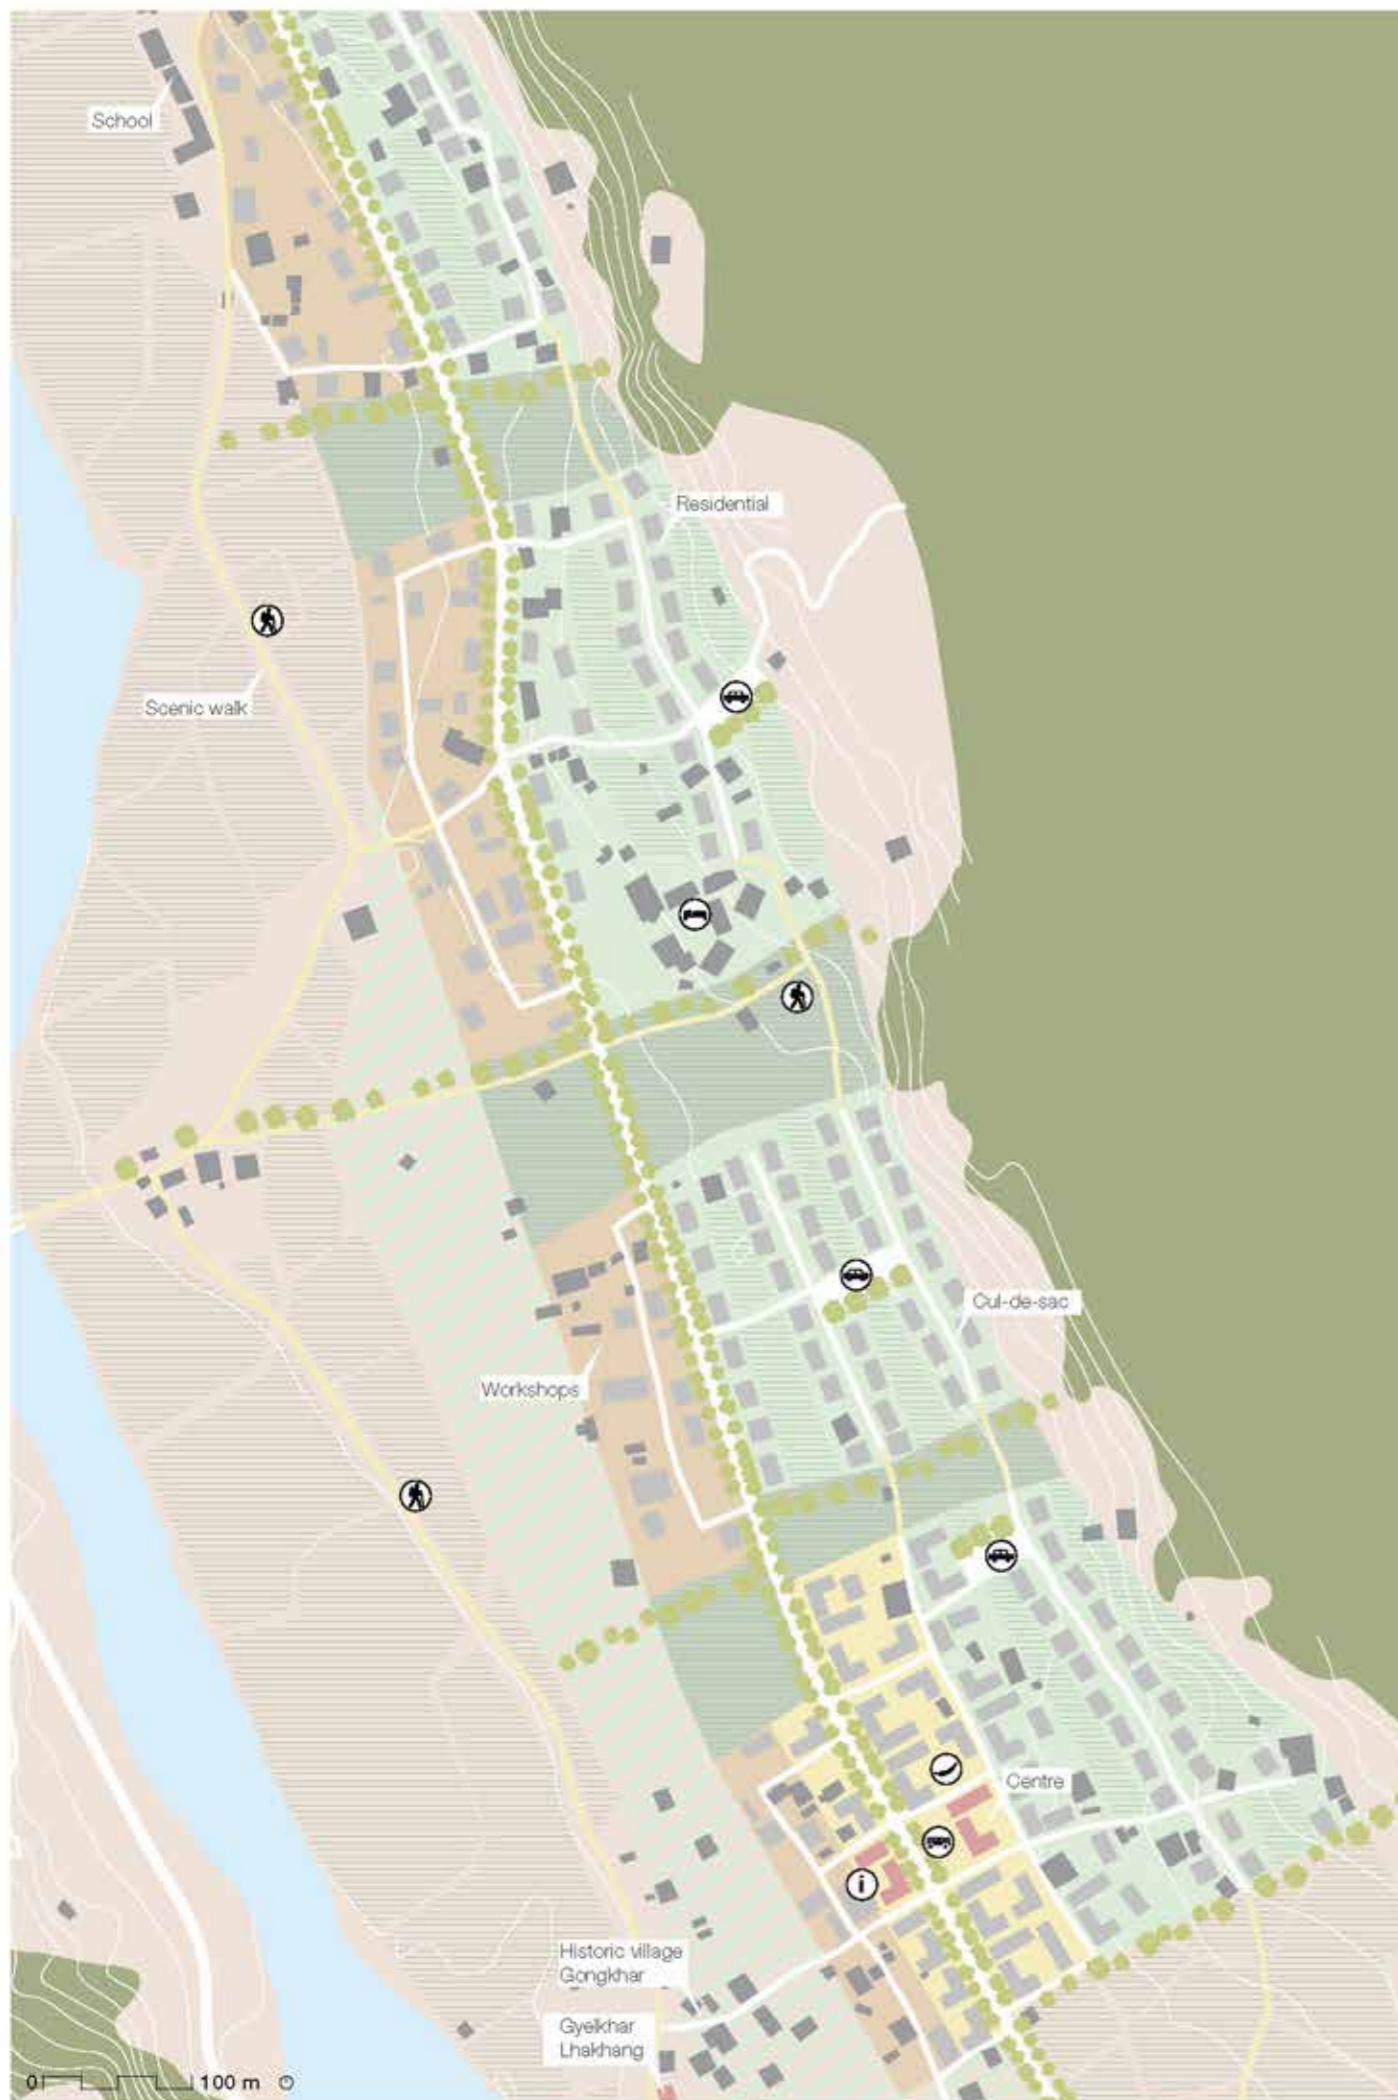 School
Residential
Scenic walk
Cul-de-sac
Workshops
Centre
i
Historic village
Gongkhar
Gyelkhar
Lhakhang
0 100 m